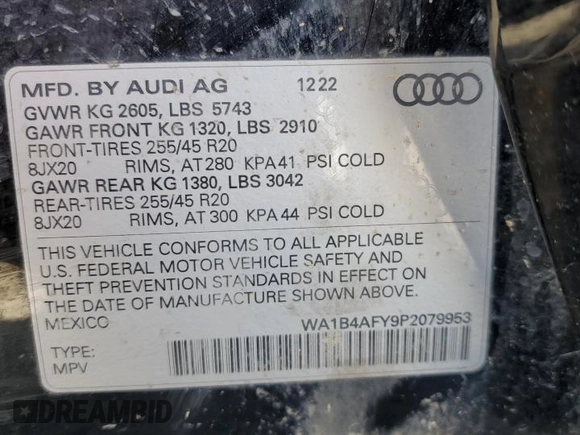 MFD. BY AUDI AG 12 22
GVWR KG 2605, LBS 5743
GAWR FRONT KG 1320, LBS 2910
FRONT-TIRES 255/45 R20
8JX20 RIMS, AT 280 KPA 41 PSI COLD
GAWR REAR KG 1380, LBS 3042
REAR-TIRES 255/45 R20
8JX20 RIMS, AT 300 KPA 44 PSI COLD
THIS VEHICLE CONFORMS TO ALL APPLICABLE
U.S. FEDERAL MOTOR VEHICLE SAFETY AND
THEFT PREVENTION STANDARDS IN EFFECT ON
THE DATE OF MANUFACTURE SHOWN ABOVE.
MEXICO WA1B4AFY9P2079953
TYPE:
MPV
DREAMBID